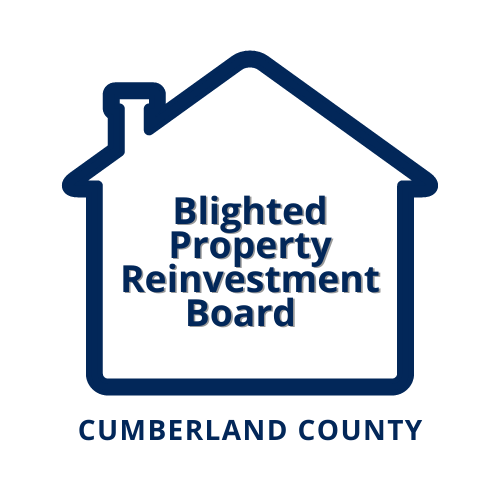 Blighted
Property
Reinvestment
Board
CUMBERLAND COUNTY